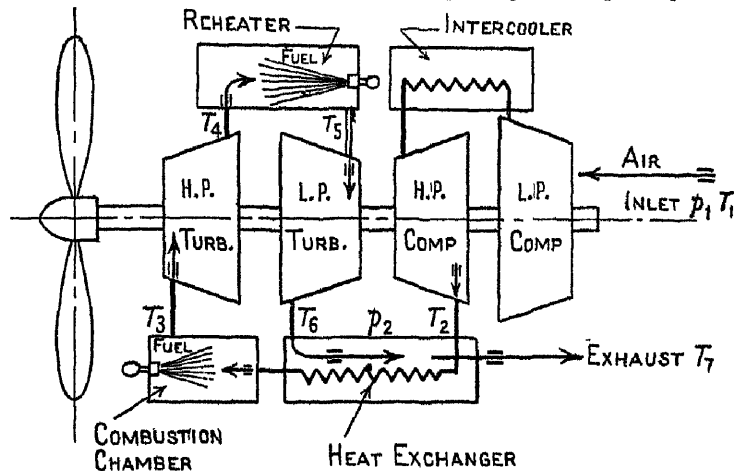 REHEATER
INTERCOOLER
FUEL
T4
T5
H.P.
TURB.
L.P.
TURB.
H.P.
COMP
L.P.
COMP
AIR
INLET p1 T1
T3
T6
p2
T2
FUEL
EXHAUST T7
COMBUSTION
CHAMBER
HEAT EXCHANGER